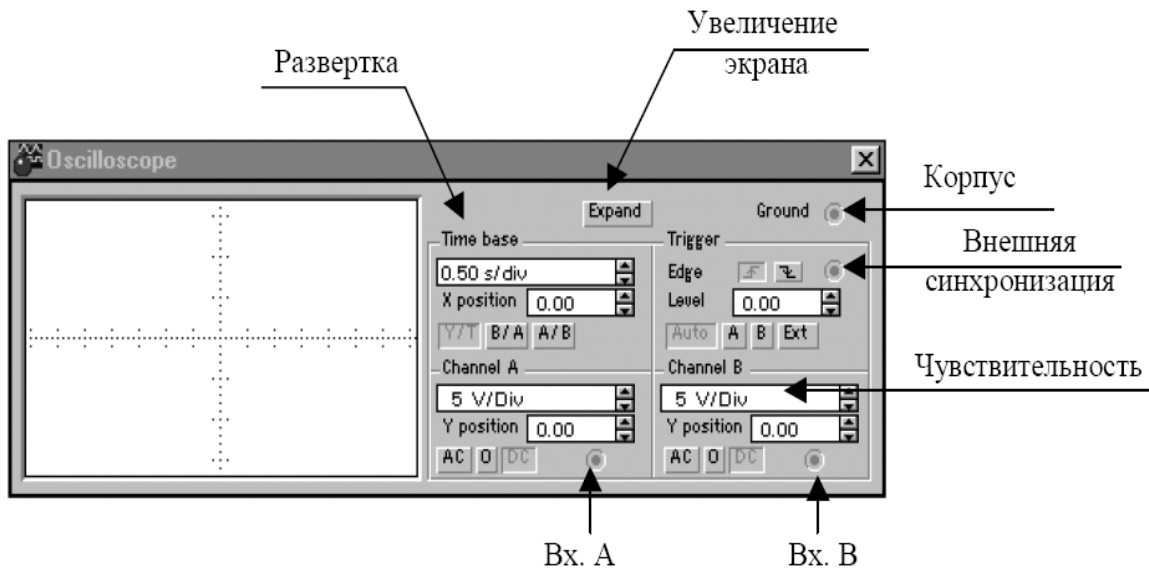 Увеличение
экрана
Развертка
Oscilloscope
Корпус
Expand
Ground
Time base
Trigger
Внешняя
синхронизация
0.50 s/div
Edge
X position 0.00
Level 0.00
Y/T B/A A/B
Auto A B Ext
Channel A
Channel B
Чувствительность
5 V/Div
5 V/Div
Y position 0.00
Y position 0.00
AC 0 DC
AC 0 DC
Вх. А
Вх. В